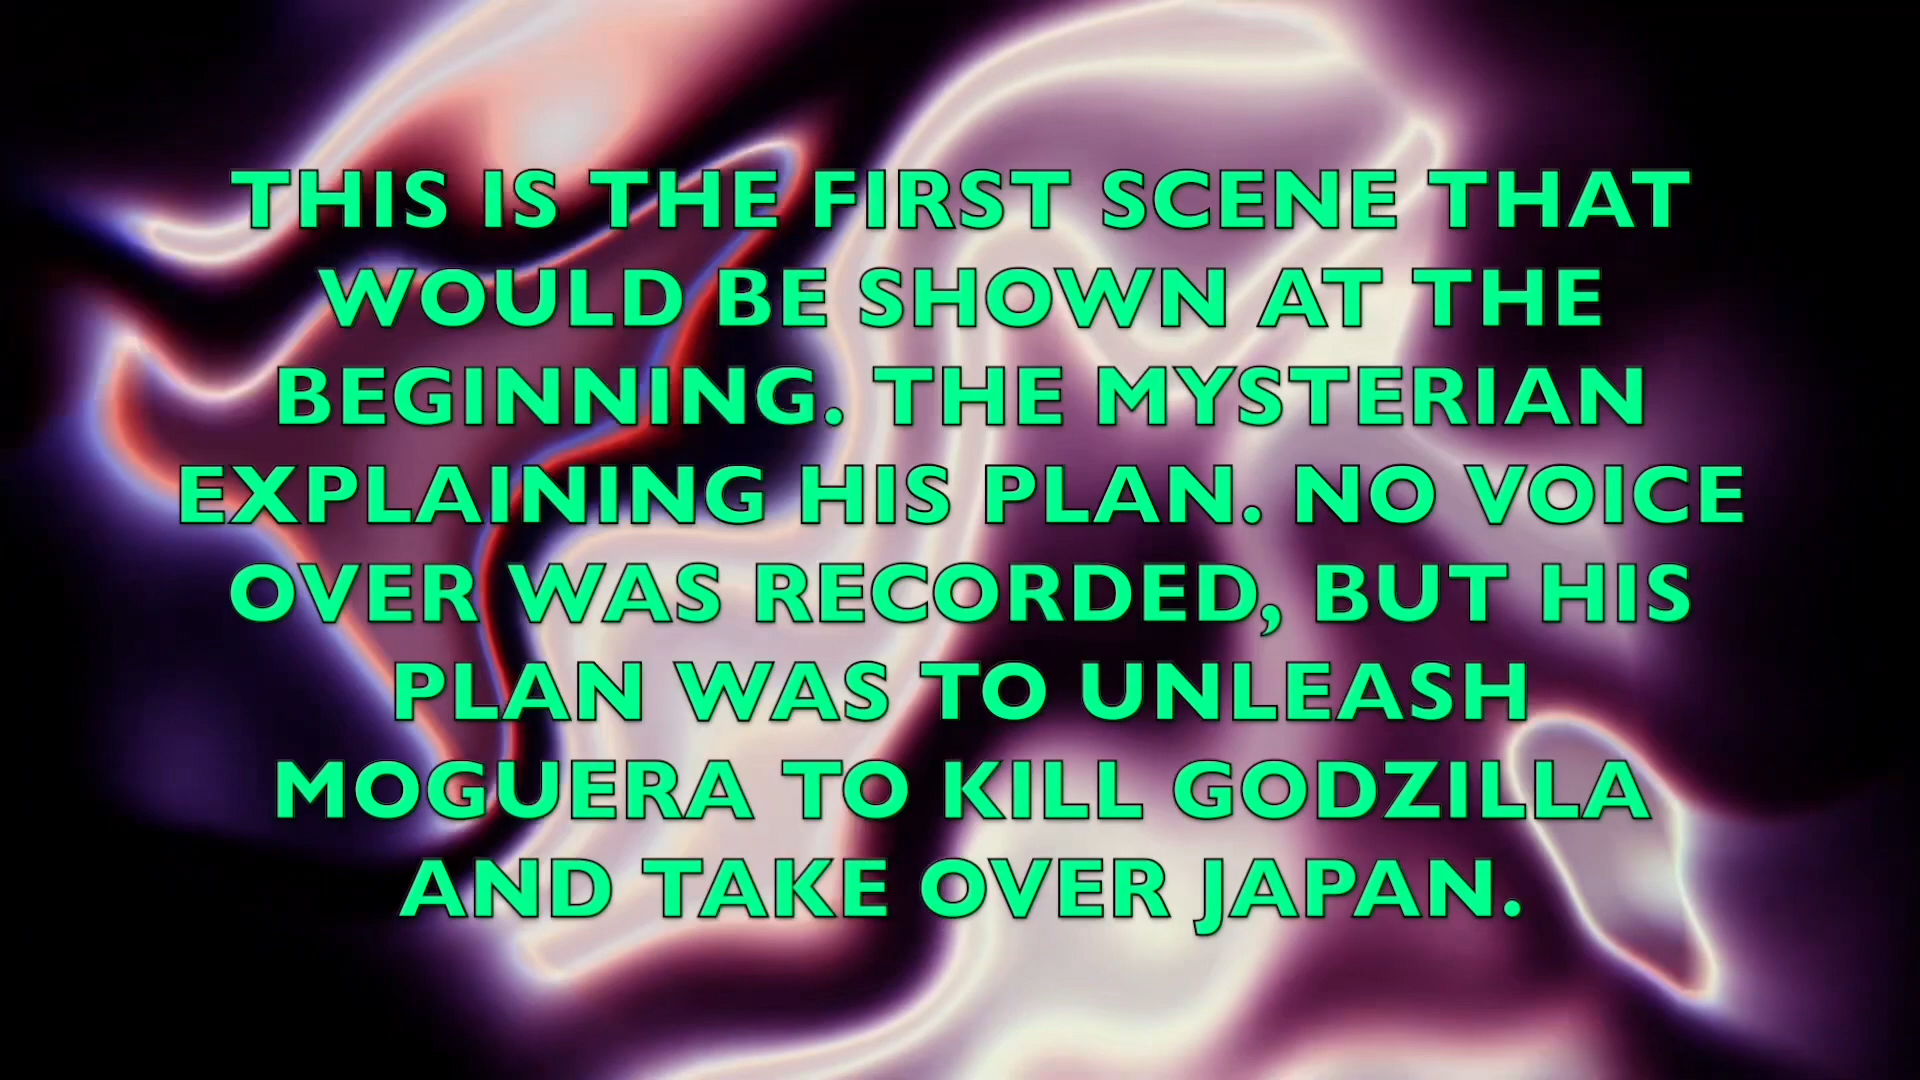 THIS IS THE FIRST SCENE THAT
WOULD BE SHOWN AT THE
BEGINNING. THE MYSTERIAN
EXPLAINING HIS PLAN. NO VOICE
OVER WAS RECORDED, BUT HIS
PLAN WAS TO UNLEASH
MOGUERA TO KILL GODZILLA
AND TAKE OVER JAPAN.